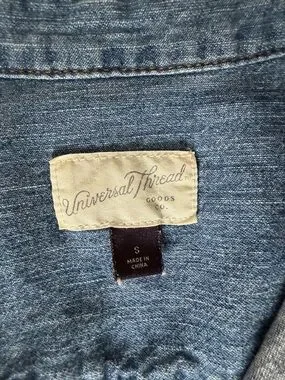 Universal Thread
GOODS
CO.
S
MADE IN
CHINA